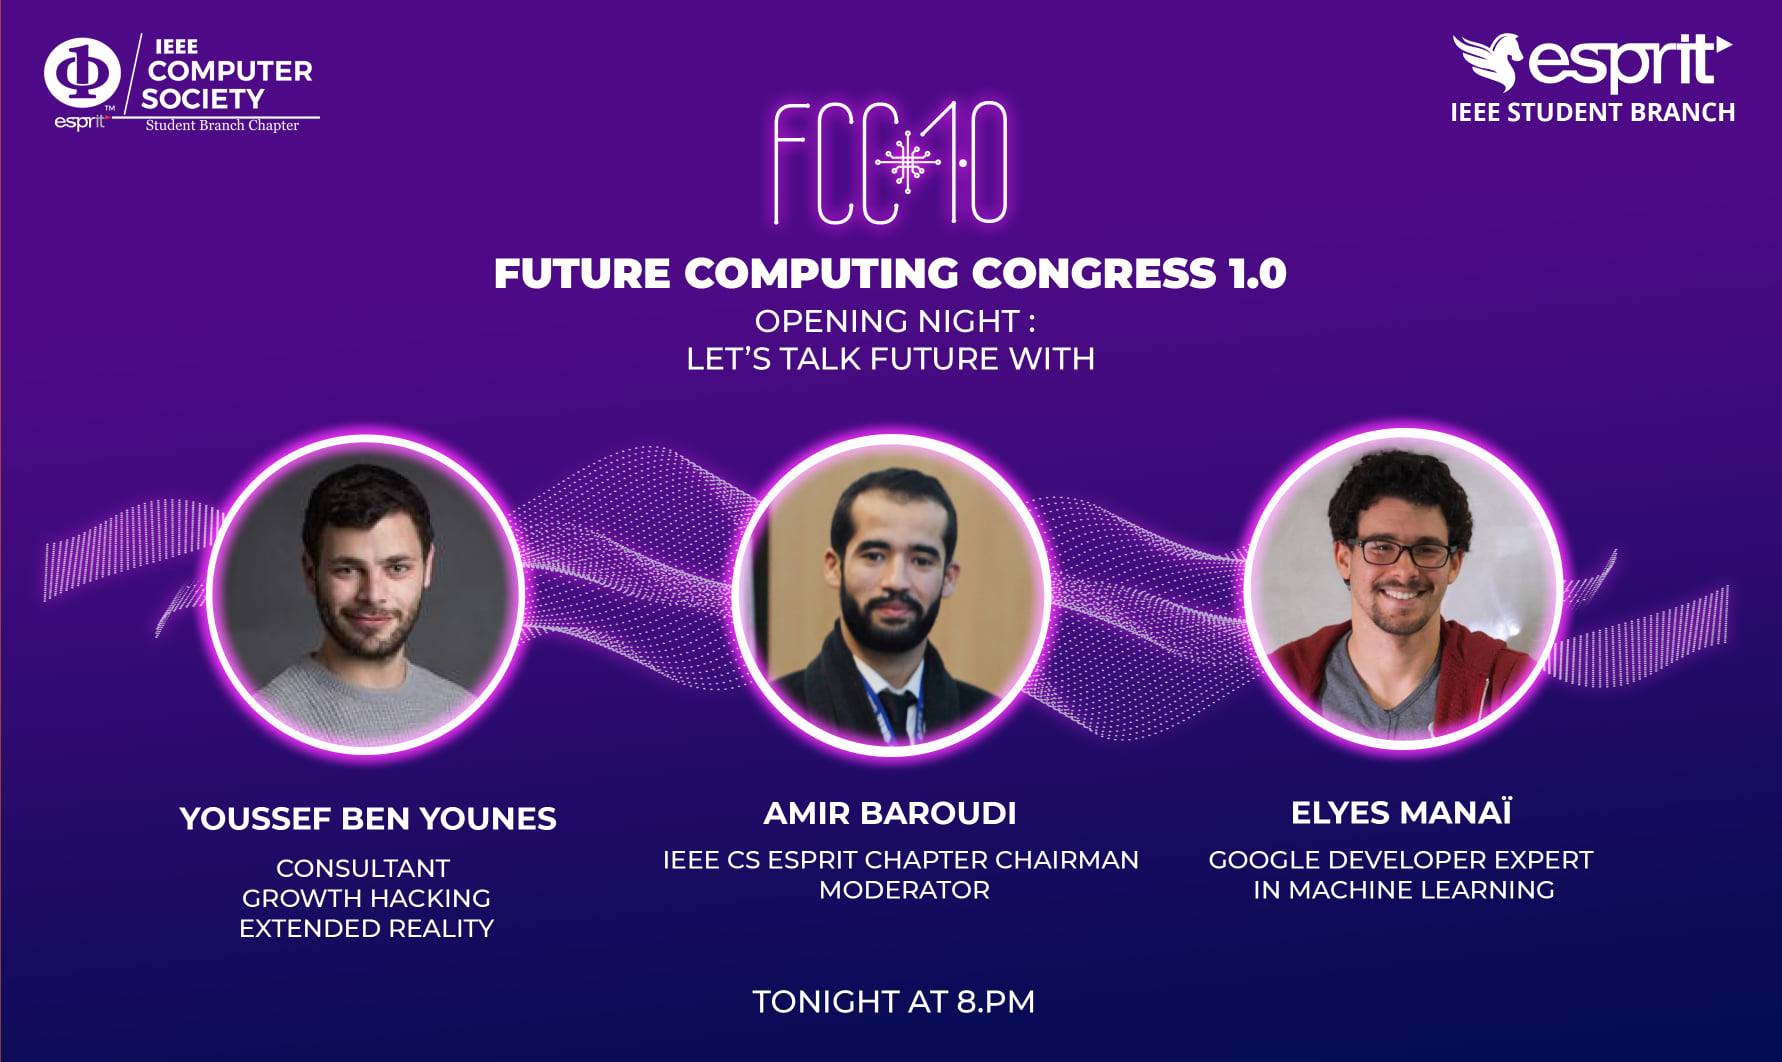 IEEE
COMPUTER
SOCIETY
TM
esprit
Student Branch Chapter
esprit
IEEE STUDENT BRANCH
FCC 1.0
FUTURE COMPUTING CONGRESS 1.0
OPENING NIGHT :
LET'S TALK FUTURE WITH
YOUSSEF BEN YOUNES
CONSULTANT
GROWTH HACKING
EXTENDED REALITY
AMIR BAROUDI
IEEE CS ESPRIT CHAPTER CHAIRMAN
MODERATOR
ELYES MANAÏ
GOOGLE DEVELOPER EXPERT
IN MACHINE LEARNING
TONIGHT AT 8.PM